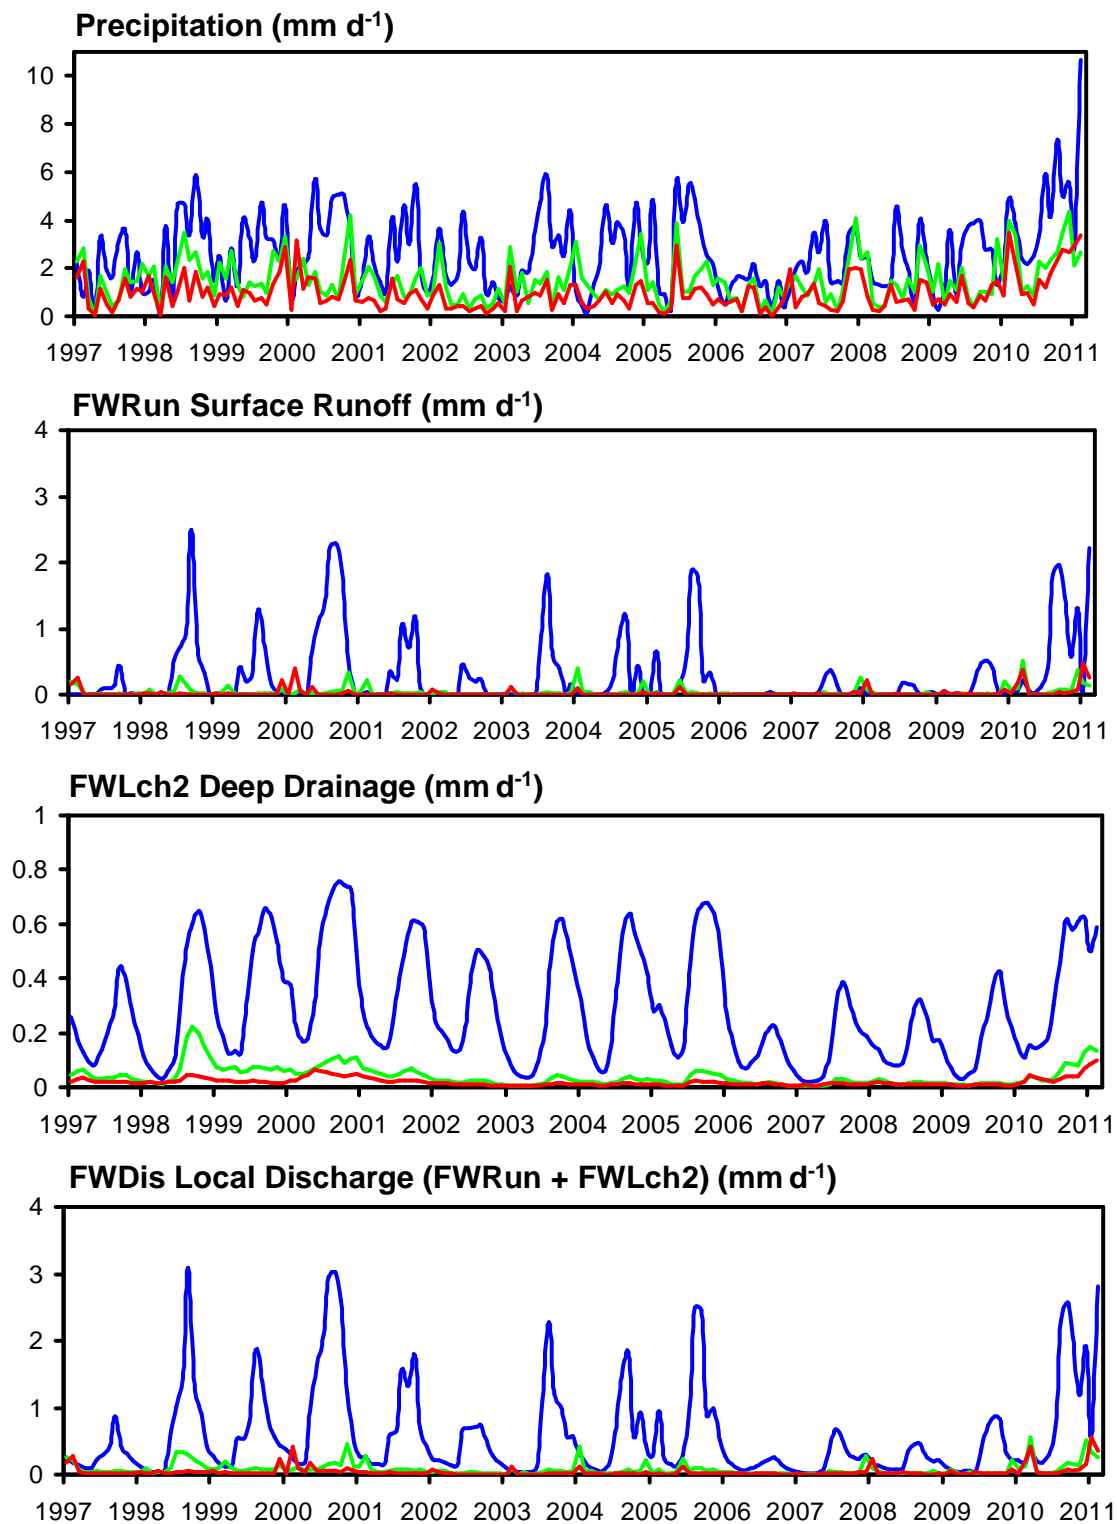 Precipitation (mm d-1)
10
8
6
4
2
0
1997 1998 1999 2000 2001 2002 2003 2004 2005 2006 2007 2008 2009 2010 2011
FWRun Surface Runoff (mm d-1)
4
3
2
1
0
1997 1998 1999 2000 2001 2002 2003 2004 2005 2006 2007 2008 2009 2010 2011
FWLch2 Deep Drainage (mm d-1)
1
0.8
0.6
0.4
0.2
0
1997 1998 1999 2000 2001 2002 2003 2004 2005 2006 2007 2008 2009 2010 2011
FWDis Local Discharge (FWRun + FWLch2) (mm d-1)
4
3
2
1
0
1997 1998 1999 2000 2001 2002 2003 2004 2005 2006 2007 2008 2009 2010 2011